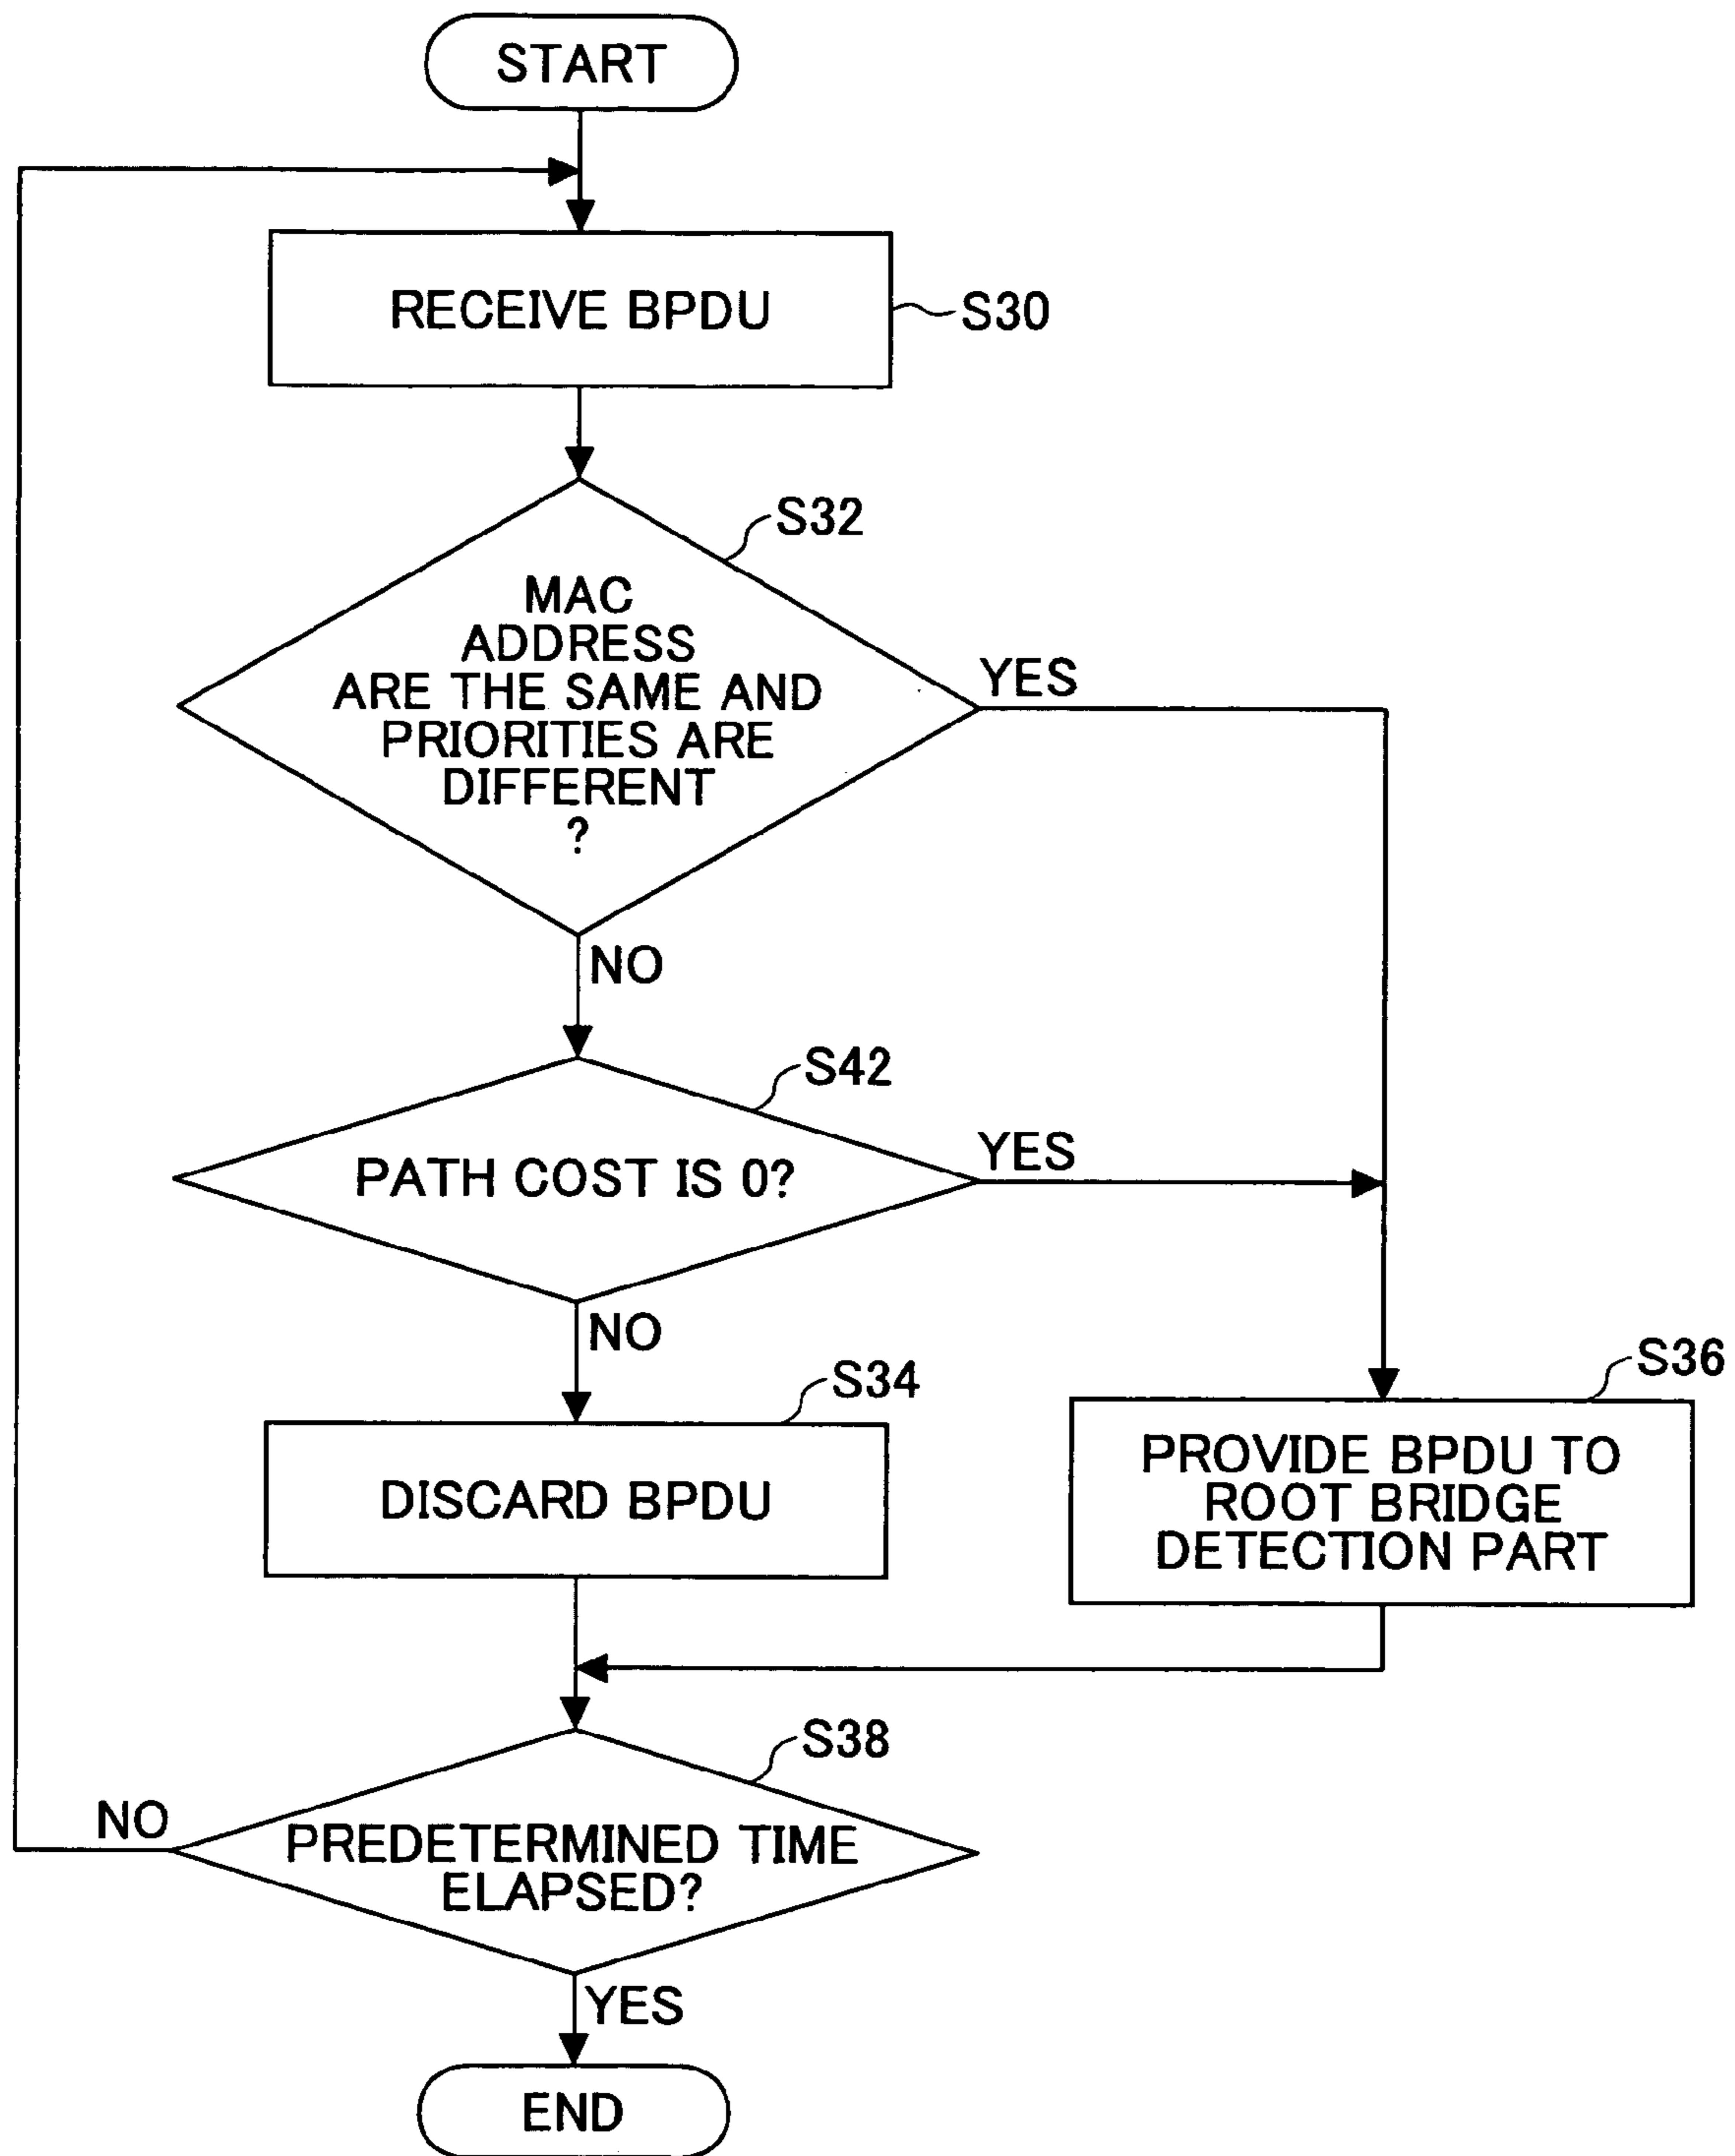 START
RECEIVE BPDU
S30
S32
MAC
ADDRESS
ARE THE SAME AND
PRIORITIES ARE
DIFFERENT
?
YES
NO
S42
PATH COST IS 0?
YES
NO
S34
DISCARD BPDU
S36
PROVIDE BPDU TO
ROOT BRIDGE
DETECTION PART
S38
NO
PREDETERMINED TIME
ELAPSED?
YES
END